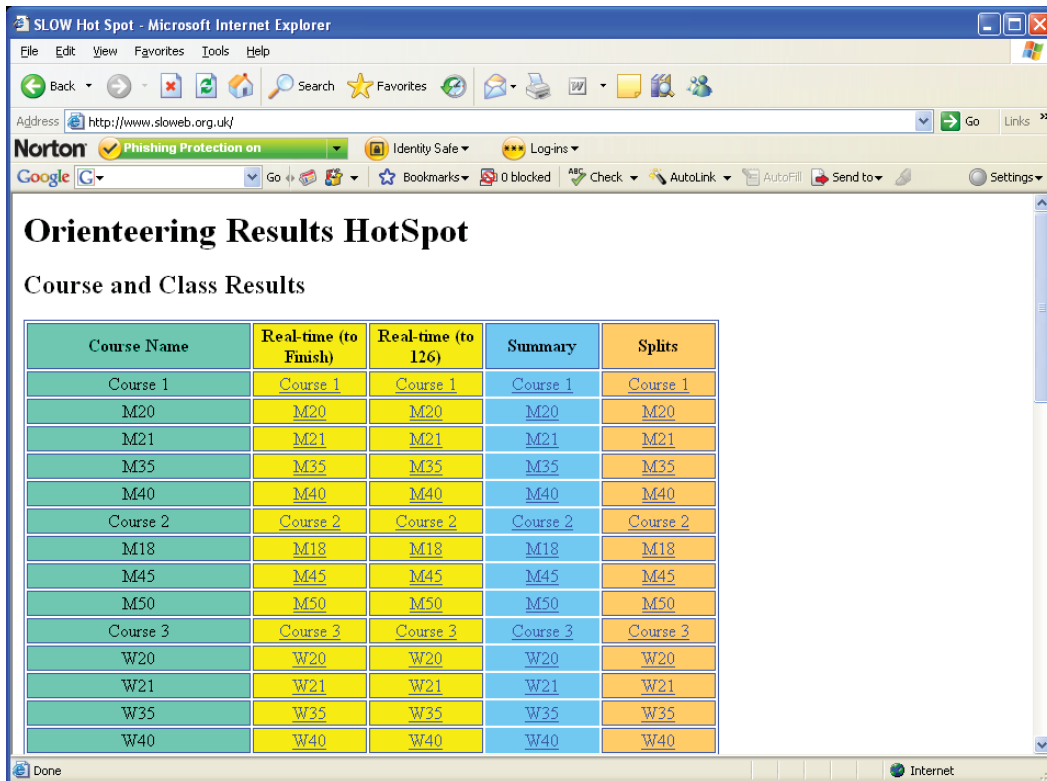 SLOW Hot Spot - Microsoft Internet Explorer
File Edit View Favorites Tools Help
Back Search Favorites W
Address http://www.sloweb.org.uk/ Go Links »
Norton Phishing Protection on Identity Safe Log-ins
Google G Go Bookmarks 0 blocked ABC Check AutoLink AutoFill Send to Settings
Orienteering Results HotSpot
Course and Class Results
Course Name Real-time (to Finish) Real-time (to 126) Summary Splits
Course 1 Course 1 Course 1 Course 1 Course 1
M20 M20 M20 M20 M20
M21 M21 M21 M21 M21
M35 M35 M35 M35 M35
M40 M40 M40 M40 M40
Course 2 Course 2 Course 2 Course 2 Course 2
M18 M18 M18 M18 M18
M45 M45 M45 M45 M45
M50 M50 M50 M50 M50
Course 3 Course 3 Course 3 Course 3 Course 3
W20 W20 W20 W20 W20
W21 W21 W21 W21 W21
W35 W35 W35 W35 W35
W40 W40 W40 W40 W40
Done Internet